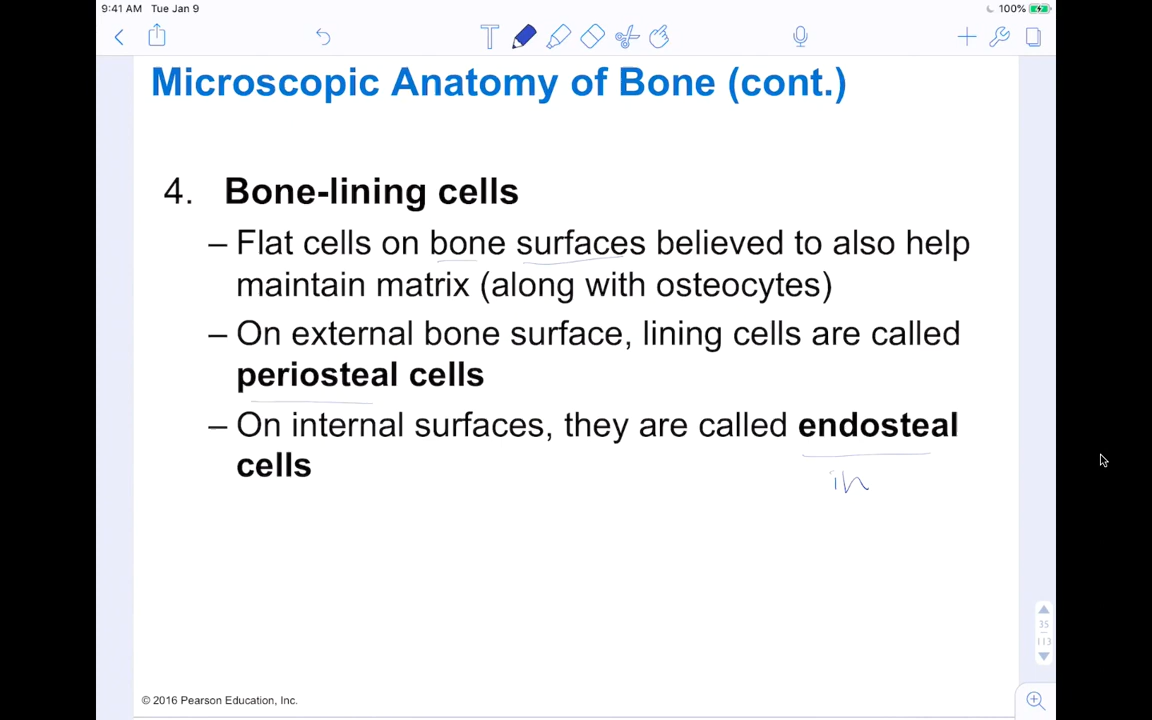 9:41 AM Tue Jan 9
100%
Microscopic Anatomy of Bone (cont.)
4. Bone-lining cells
– Flat cells on bone surfaces believed to also help
maintain matrix (along with osteocytes)
– On external bone surface, lining cells are called
periosteal cells
– On internal surfaces, they are called endosteal
cells
in
35
113
© 2016 Pearson Education, Inc.